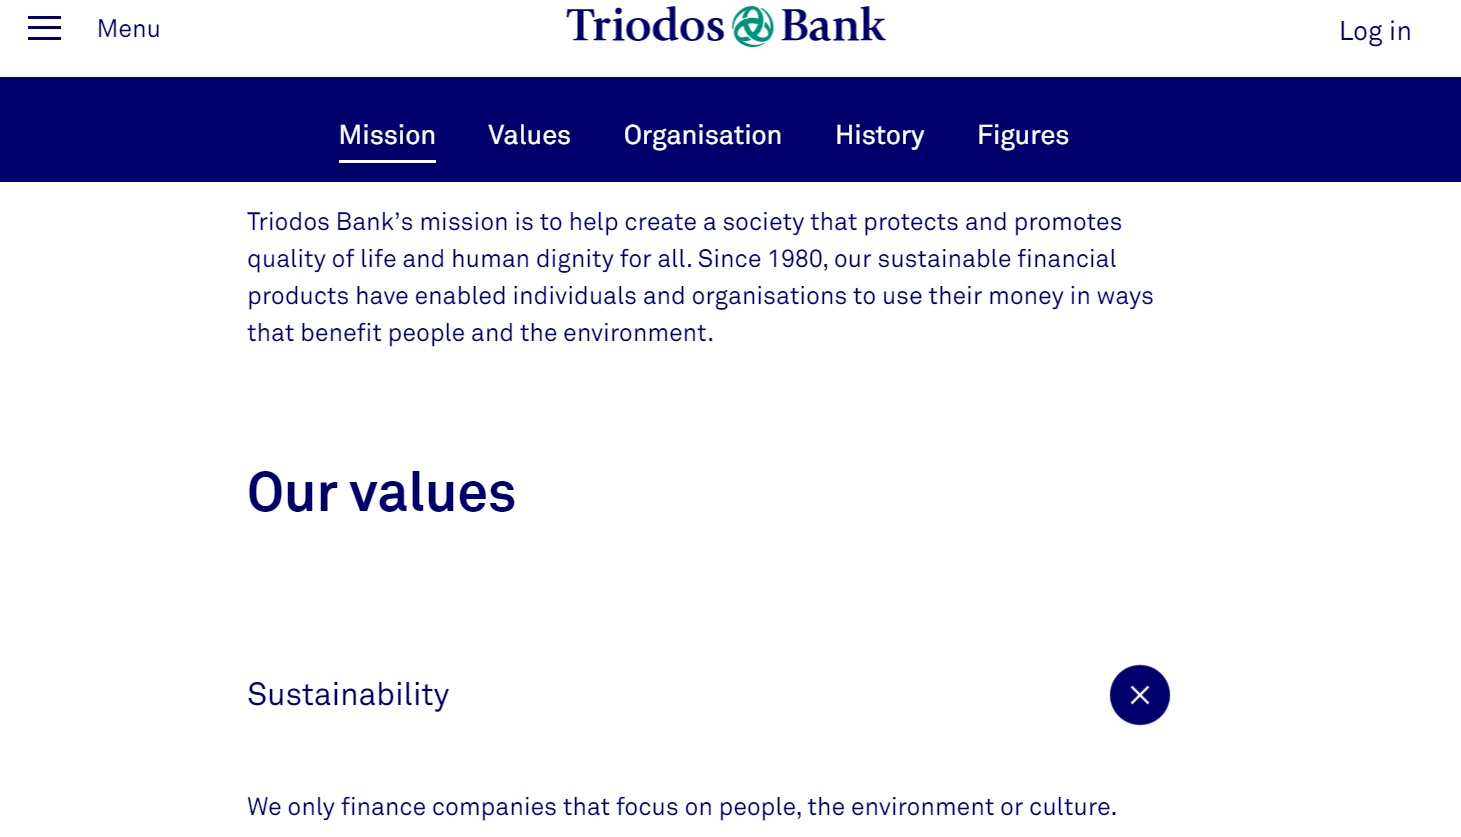 Menu
Triodos Bank
Log in
Mission
Values
Organisation
History
Figures
Triodos Bank’s mission is to help create a society that protects and promotes
quality of life and human dignity for all. Since 1980, our sustainable financial
products have enabled individuals and organisations to use their money in ways
that benefit people and the environment.
Our values
Sustainability
We only finance companies that focus on people, the environment or culture.